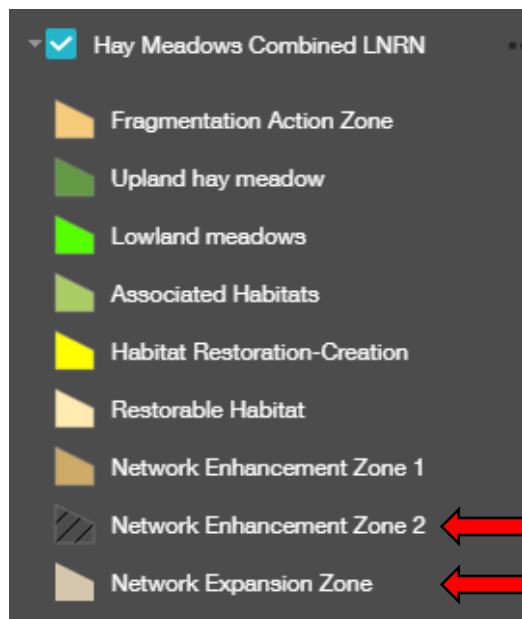 Hay Meadows Combined LNRN
Fragmentation Action Zone
Upland hay meadow
Lowland meadows
Associated Habitats
Habitat Restoration-Creation
Restorable Habitat
Network Enhancement Zone 1
Network Enhancement Zone 2
Network Expansion Zone